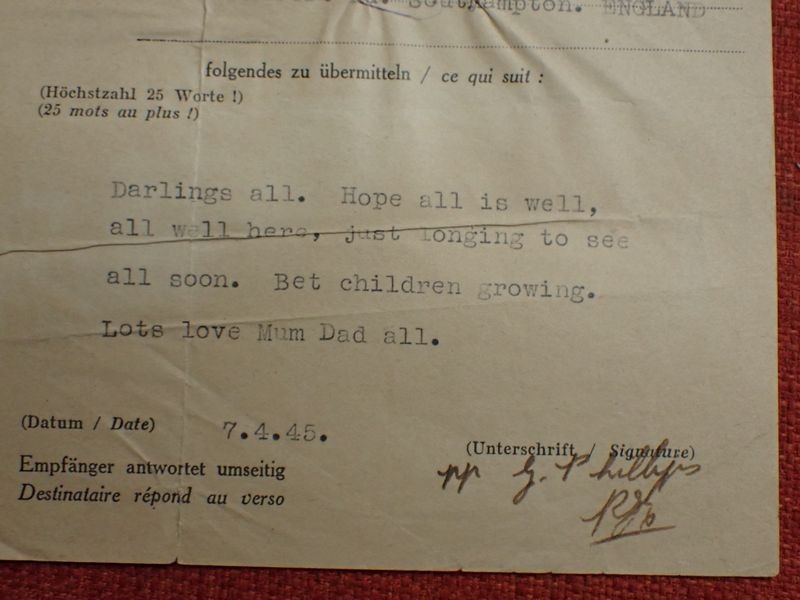 Southampton. ENGLAND
folgendes zu übermitteln / ce qui suit :
(Höchstzahl 25 Worte !)
(25 mots au plus !)
Darlings all. Hope all is well,
all well here, just longing to see
all soon. Bet children growing.
Lots love Mum Dad all.
(Datum / Date) 7.4.45.
(Unterschrift / Signature)
Empfänger antwortet umseitig
Destinataire répond au verso
pp G. Phillips